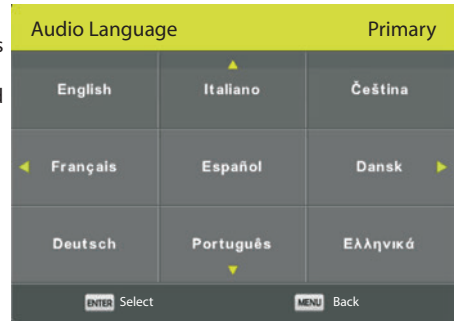 Audio Language Primary
English Italiano Čeština
Français Español Dansk
Deutsch Português Ελληνικά
ENTER Select MENU Back
s
d